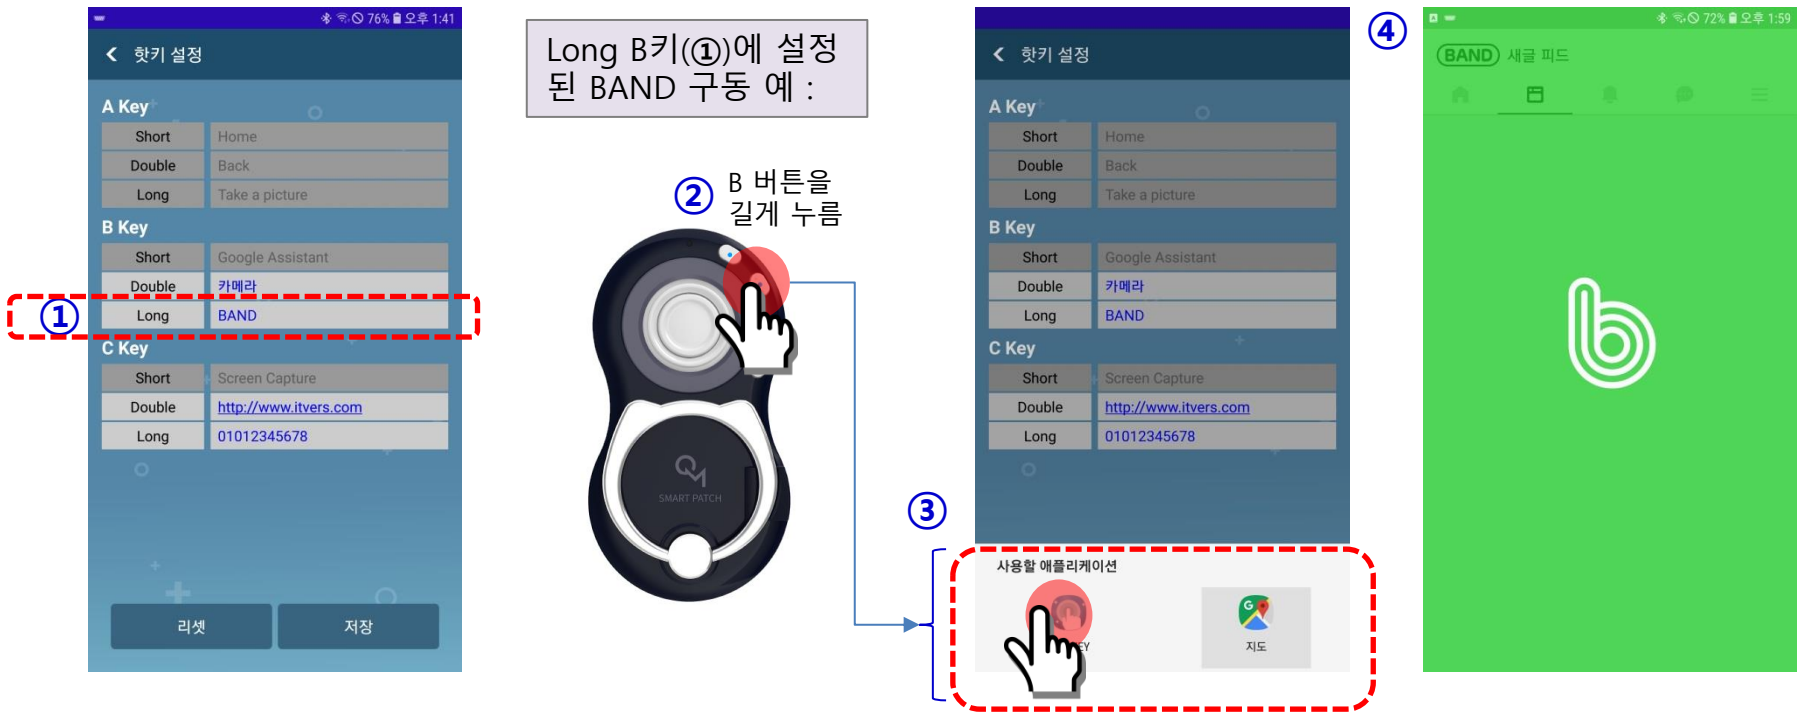 76% 오후 1:41
핫키 설정
A Key
Short Home
Double Back
Long Take a picture
B Key
Short Google Assistant
Double 카메라
① Long BAND
C Key
Short Screen Capture
Double http://www.itvers.com
Long 01012345678
리셋 저장
Long B키(①)에 설정
된 BAND 구동 예 :
② B 버튼을
길게 누름
SMART PATCH
핫키 설정
A Key
Short Home
Double Back
Long Take a picture
B Key
Short Google Assistant
Double 카메라
Long BAND
C Key
Short Screen Capture
Double http://www.itvers.com
Long 01012345678
③
사용할 애플리케이션
지도
④
72% 오후 1:59
BAND 새글 피드